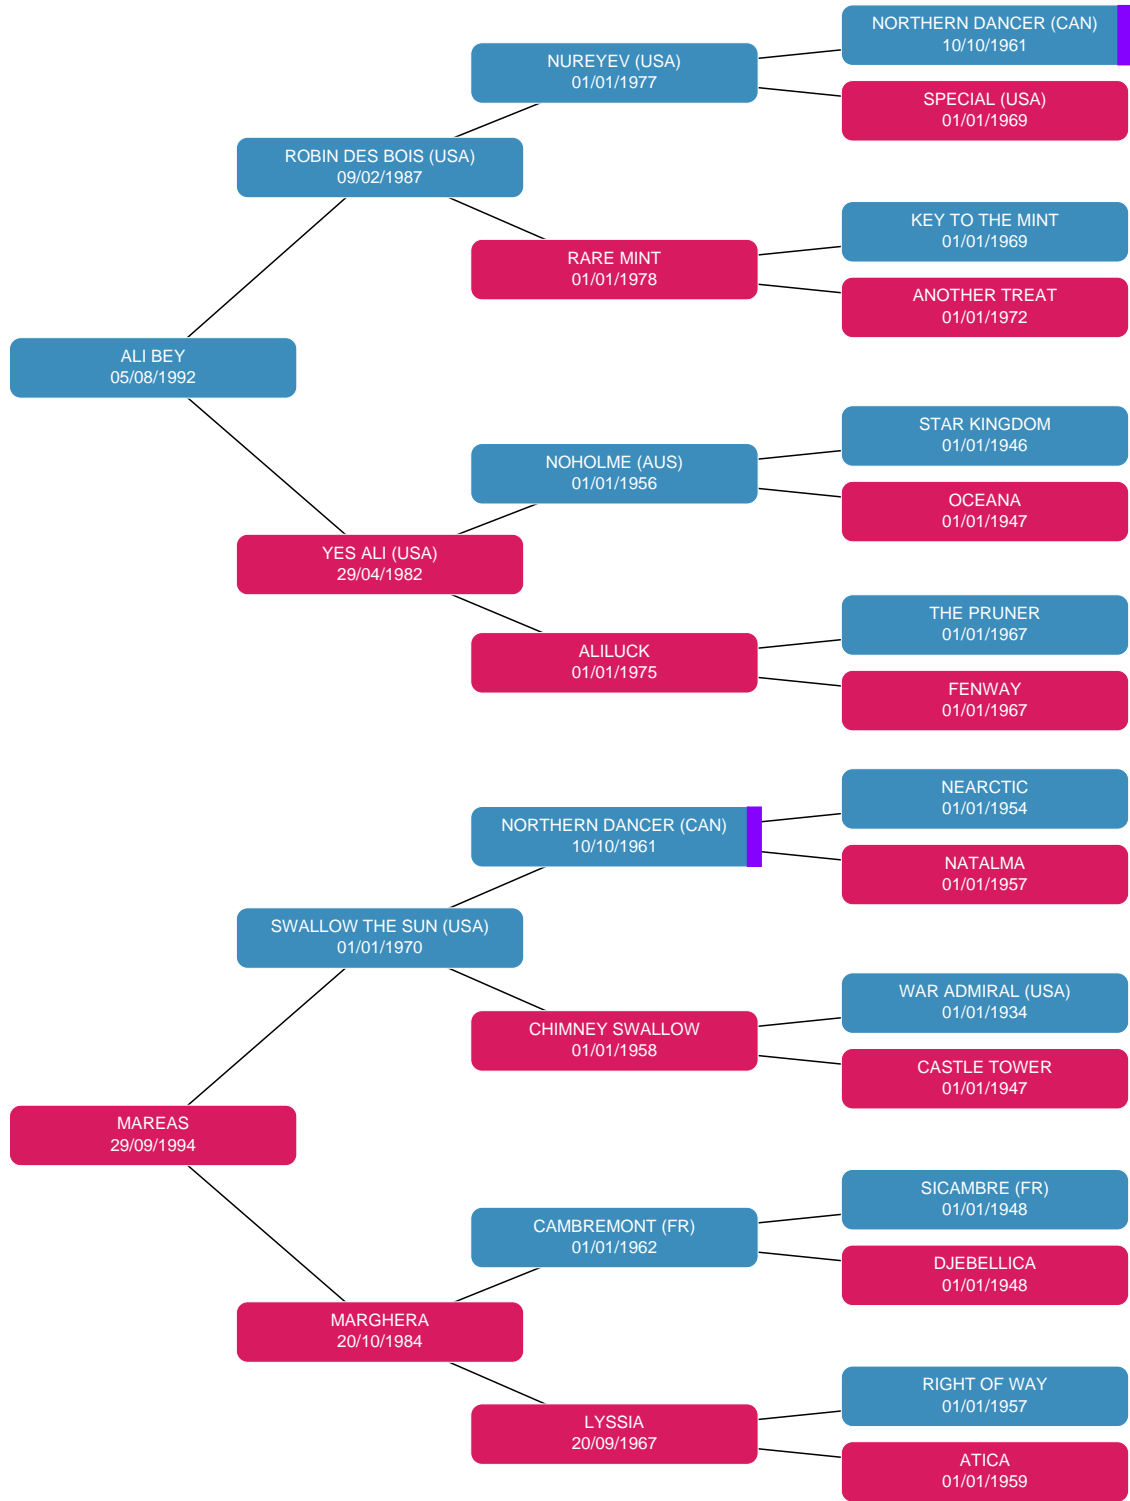 NORTHERN DANCER (CAN)
10/10/1961
NUREYEV (USA)
01/01/1977
SPECIAL (USA)
01/01/1969
ROBIN DES BOIS (USA)
09/02/1987
KEY TO THE MINT
01/01/1969
RARE MINT
01/01/1978
ANOTHER TREAT
01/01/1972
ALI BEY
05/08/1992
STAR KINGDOM
01/01/1946
NOHOLME (AUS)
01/01/1956
OCEANA
01/01/1947
YES ALI (USA)
29/04/1982
THE PRUNER
01/01/1967
ALILUCK
01/01/1975
FENWAY
01/01/1967
NEARCTIC
01/01/1954
NORTHERN DANCER (CAN)
10/10/1961
NATALMA
01/01/1957
SWALLOW THE SUN (USA)
01/01/1970
WAR ADMIRAL (USA)
01/01/1934
CHIMNEY SWALLOW
01/01/1958
CASTLE TOWER
01/01/1947
MAREAS
29/09/1994
SICAMBRE (FR)
01/01/1948
CAMBREMONT (FR)
01/01/1962
DJEBELLICA
01/01/1948
MARGHERA
20/10/1984
RIGHT OF WAY
01/01/1957
LYSSIA
20/09/1967
ATICA
01/01/1959